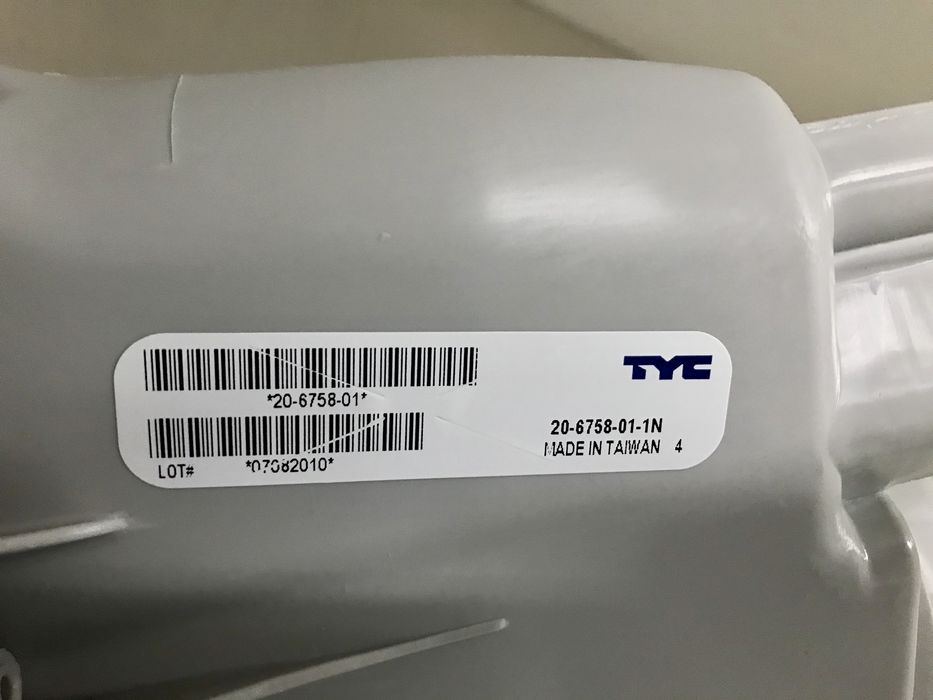 *20-6758-01*
LOT# *07082010*
TYC
20-6758-01-1N
MADE IN TAIWAN 4